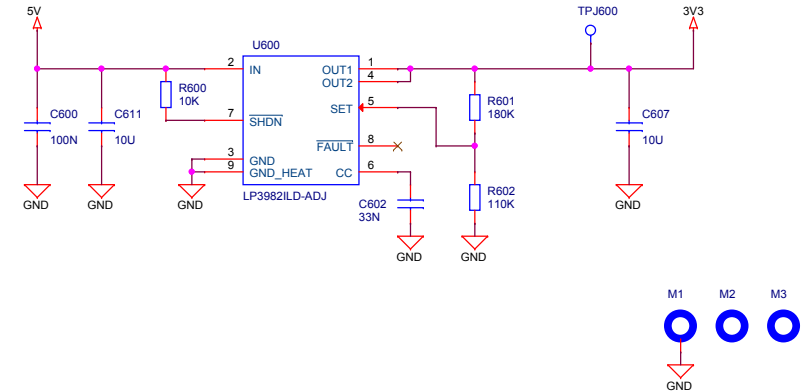 5V
TPJ600
3V3
U600
2
IN
OUT1
1
OUT2
4
R600
10K
SET
5
R601
180K
C600
100N
C611
10U
7
SHDN
C607
10U
FAULT
8
3
GND
9
GND_HEAT
CC
6
LP3982ILD-ADJ
C602
33N
R602
110K
GND
GND
GND
GND
GND
GND
M1
M2
M3
GND